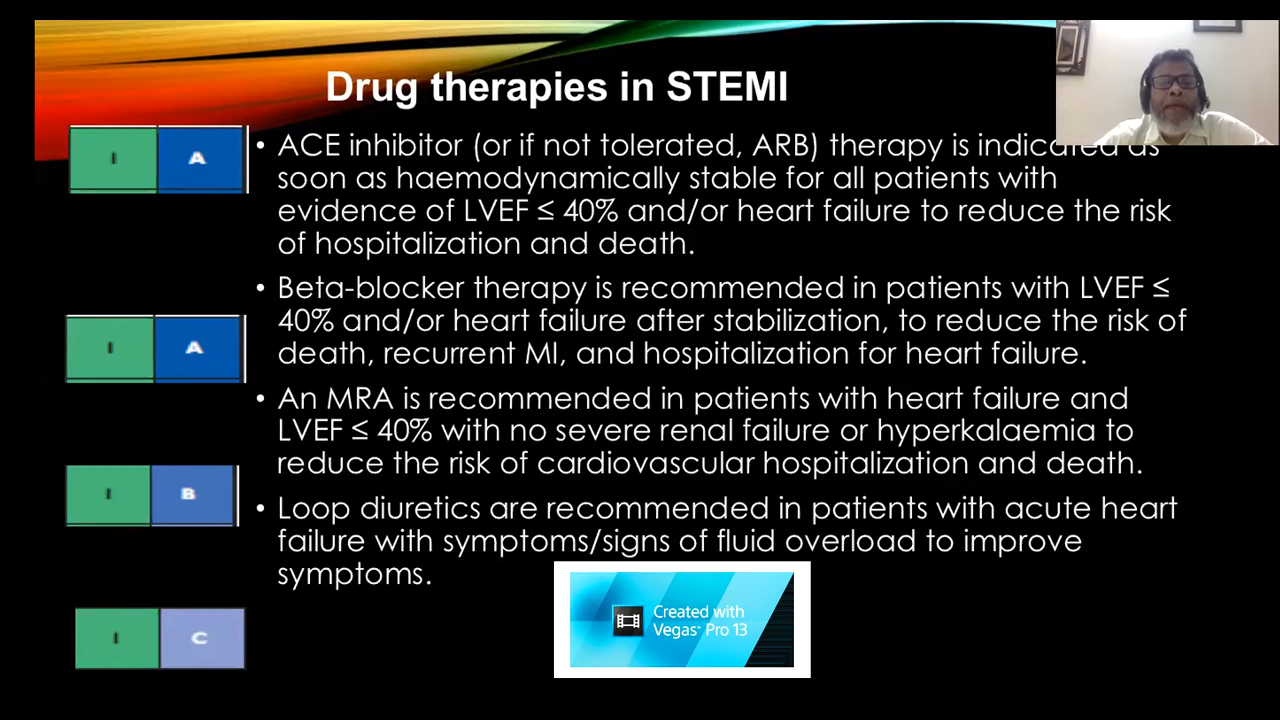 Drug therapies in STEMI
I A
• ACE inhibitor (or if not tolerated, ARB) therapy is indicated as
soon as haemodynamically stable for all patients with
evidence of LVEF ≤ 40% and/or heart failure to reduce the risk
of hospitalization and death.
I A
• Beta-blocker therapy is recommended in patients with LVEF ≤
40% and/or heart failure after stabilization, to reduce the risk of
death, recurrent MI, and hospitalization for heart failure.
I B
• An MRA is recommended in patients with heart failure and
LVEF ≤ 40% with no severe renal failure or hyperkalaemia to
reduce the risk of cardiovascular hospitalization and death.
I C
• Loop diuretics are recommended in patients with acute heart
failure with symptoms/signs of fluid overload to improve
symptoms.
Created with
Vegas™ Pro 13